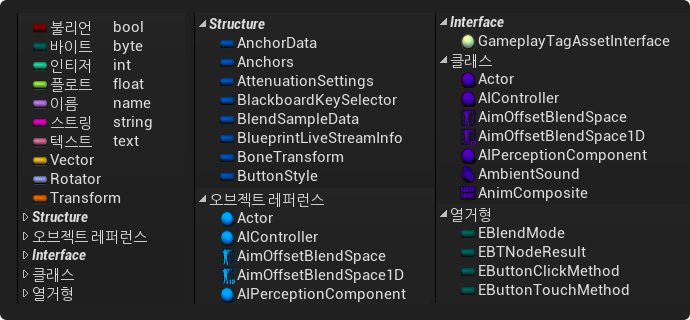 불리언 bool
바이트 byte
인티저 int
플로트 float
이름 name
스트링 string
텍스트 text
Vector
Rotator
Transform
Structure
오브젝트 레퍼런스
Interface
클래스
열거형
Structure
AnchorData
Anchors
AttenuationSettings
BlackboardKeySelector
BlendSampleData
BlueprintLiveStreamInfo
BoneTransform
ButtonStyle
오브젝트 레퍼런스
Actor
AIController
AimOffsetBlendSpace
AimOffsetBlendSpace1D
AIPerceptionComponent
Interface
GameplayTagAssetInterface
클래스
Actor
AIController
AimOffsetBlendSpace
AimOffsetBlendSpace1D
AIPerceptionComponent
AmbientSound
AnimComposite
열거형
EBlendMode
EBTNodeResult
EButtonClickMethod
EButtonTouchMethod